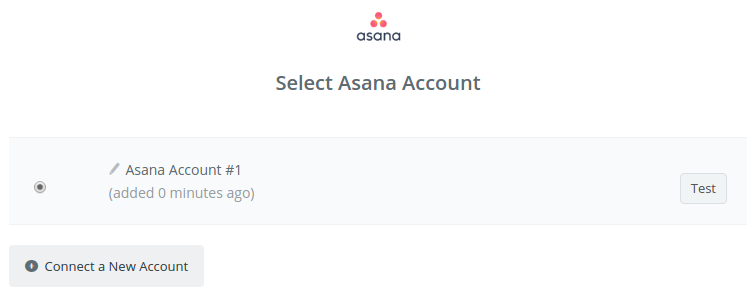 asana
Select Asana Account
Asana Account #1
(added 0 minutes ago)
Test
Connect a New Account